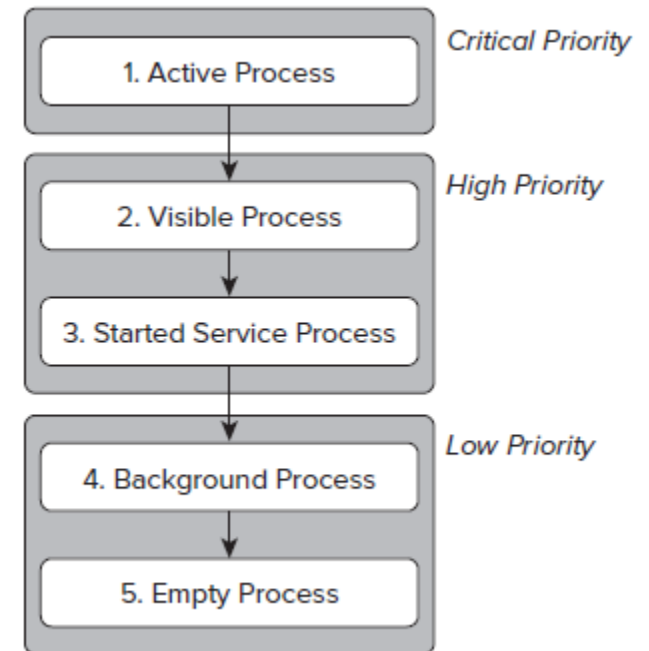 Critical Priority
1. Active Process
High Priority
2. Visible Process
3. Started Service Process
Low Priority
4. Background Process
5. Empty Process